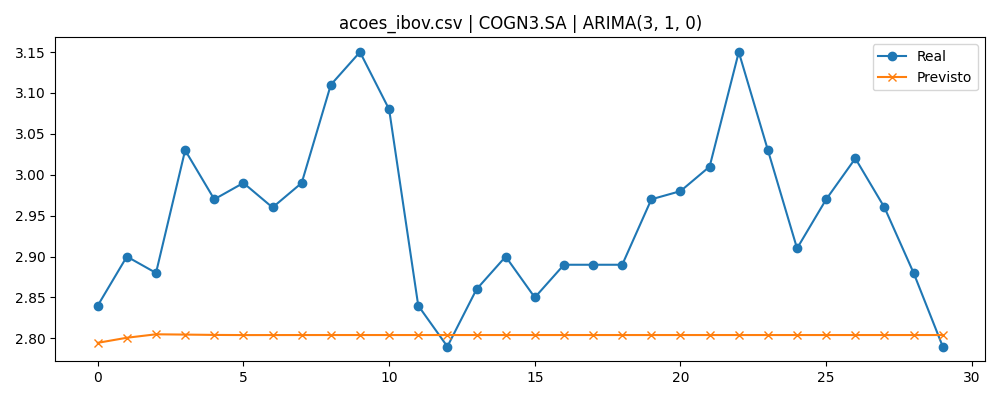 acoes_ibov.csv | COGN3.SA | ARIMA(3, 1, 0)
Real
Previsto
3.15
3.10
3.05
3.00
2.95
2.90
2.85
2.80
0 5 10 15 20 25 30